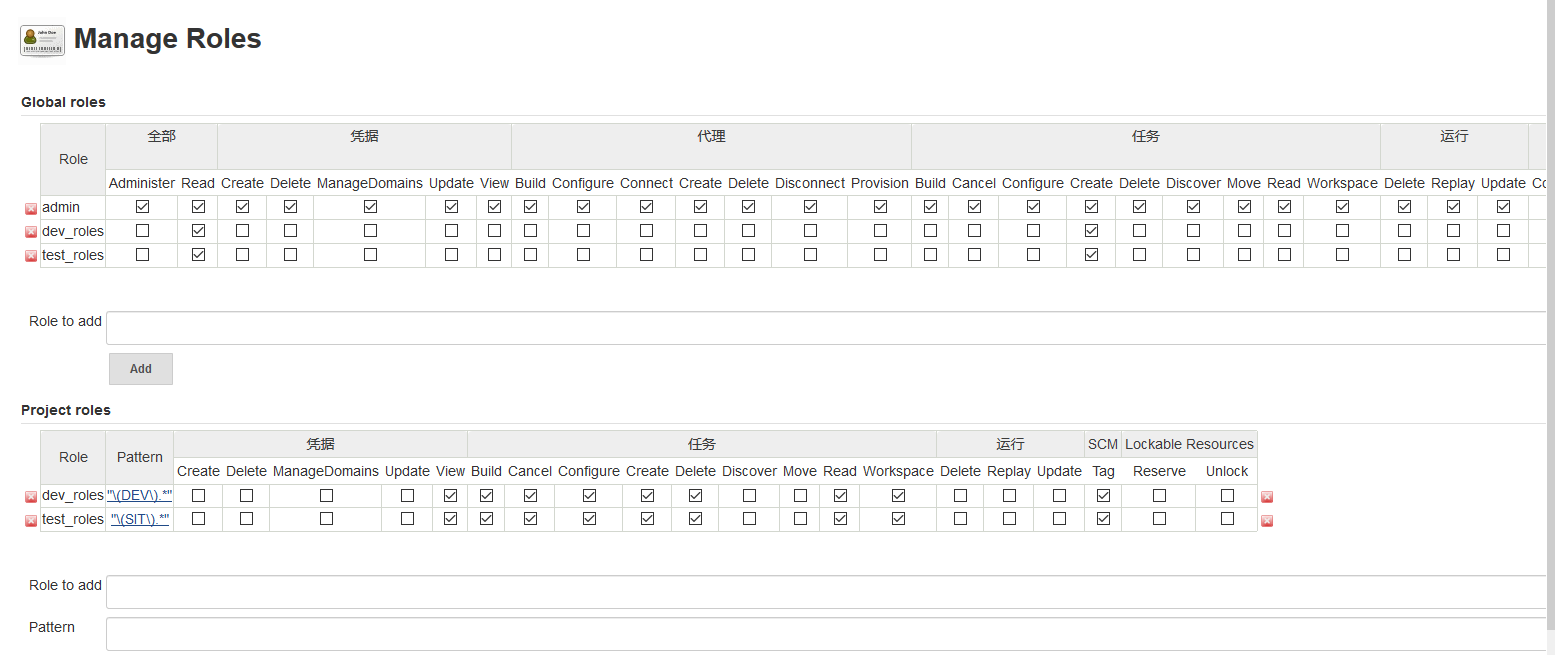 John Doe
Manage Roles
Global roles
Role 全部 凭据 代理 任务 运行
Administer Read Create Delete ManageDomains Update View Build Configure Connect Create Delete Disconnect Provision Build Cancel Configure Create Delete Discover Move Read Workspace Delete Replay Update Co
admin
dev_roles
test_roles
Role to add
Add
Project roles
Role Pattern 凭据 任务 运行 SCM Lockable Resources
Create Delete ManageDomains Update View Build Cancel Configure Create Delete Discover Move Read Workspace Delete Replay Update Tag Reserve Unlock
dev_roles "\(DEV\).*"
test_roles "\(SIT\).*"
Role to add
Pattern